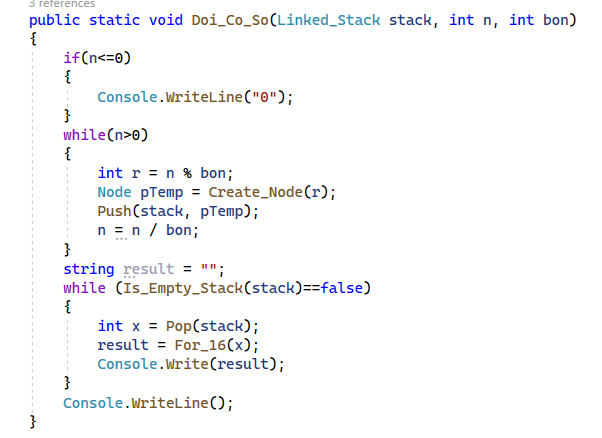 3 references
public static void Doi_Co_So(Linked_Stack stack, int n, int bon)
{
if(n<=0)
{
Console.WriteLine("0");
}
while(n>0)
{
int r = n % bon;
Node pTemp = Create_Node(r);
Push(stack, pTemp);
n = n / bon;
}
string result = "";
while (Is_Empty_Stack(stack)==false)
{
int x = Pop(stack);
result = For_16(x);
Console.Write(result);
}
Console.WriteLine();
}